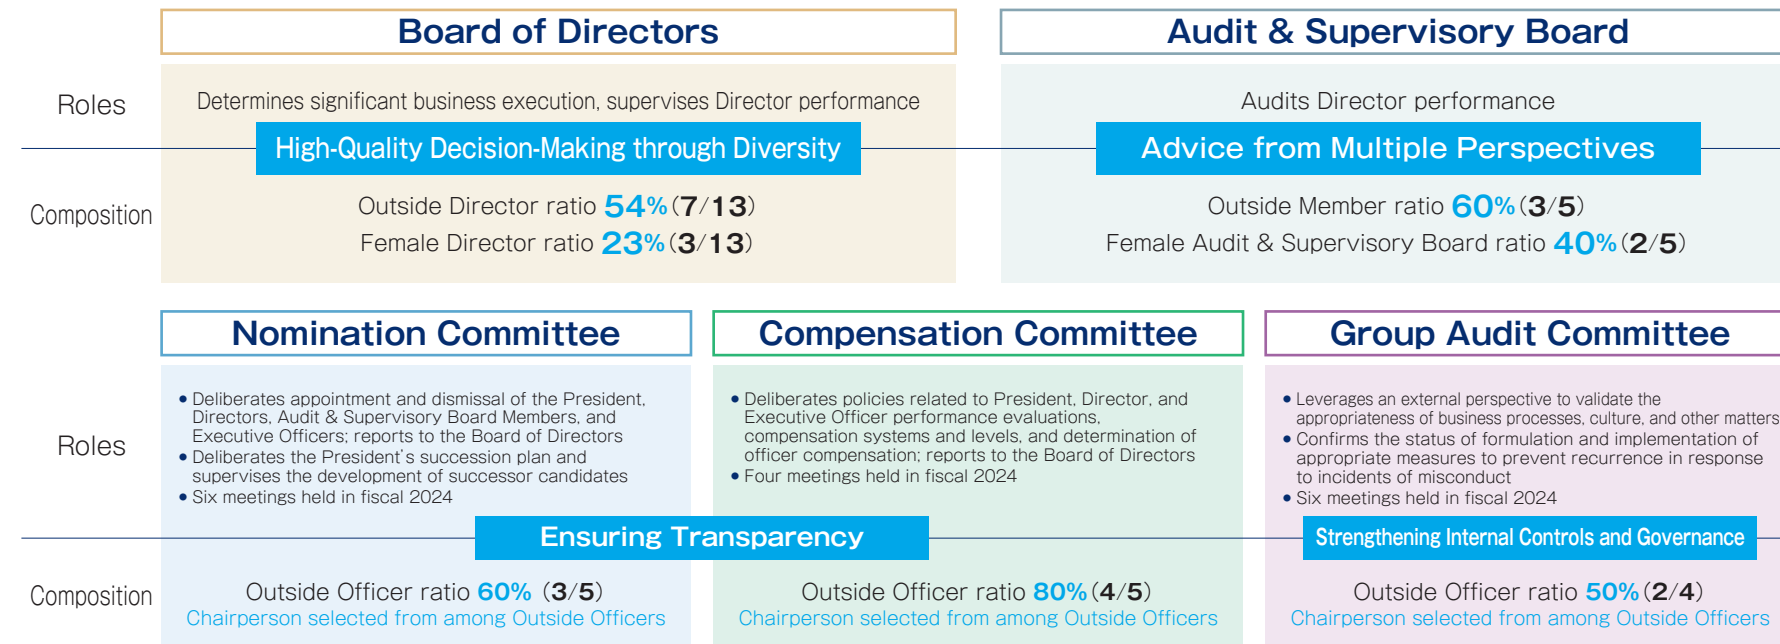 Board of Directors
Audit & Supervisory Board
Roles
Determines significant business execution, supervises Director performance
Audits Director performance
High-Quality Decision-Making through Diversity
Advice from Multiple Perspectives
Composition
Outside Director ratio 54% (7/13)
Female Director ratio 23% (3/13)
Outside Member ratio 60% (3/5)
Female Audit & Supervisory Board ratio 40% (2/5)
Nomination Committee
Compensation Committee
Group Audit Committee
Roles
• Deliberates appointment and dismissal of the President,
Directors, Audit & Supervisory Board Members, and
Executive Officers; reports to the Board of Directors
• Deliberates the President's succession plan and
supervises the development of successor candidates
• Six meetings held in fiscal 2024
• Deliberates policies related to President, Director, and
Executive Officer performance evaluations,
compensation systems and levels, and determination of
officer compensation; reports to the Board of Directors
• Four meetings held in fiscal 2024
• Leverages an external perspective to validate the
appropriateness of business processes, culture, and other matters
• Confirms the status of formulation and implementation of
appropriate measures to prevent recurrence in response
to incidents of misconduct
• Six meetings held in fiscal 2024
Ensuring Transparency
Strengthening Internal Controls and Governance
Composition
Outside Officer ratio 60% (3/5)
Chairperson selected from among Outside Officers
Outside Officer ratio 80% (4/5)
Chairperson selected from among Outside Officers
Outside Officer ratio 50% (2/4)
Chairperson selected from among Outside Officers